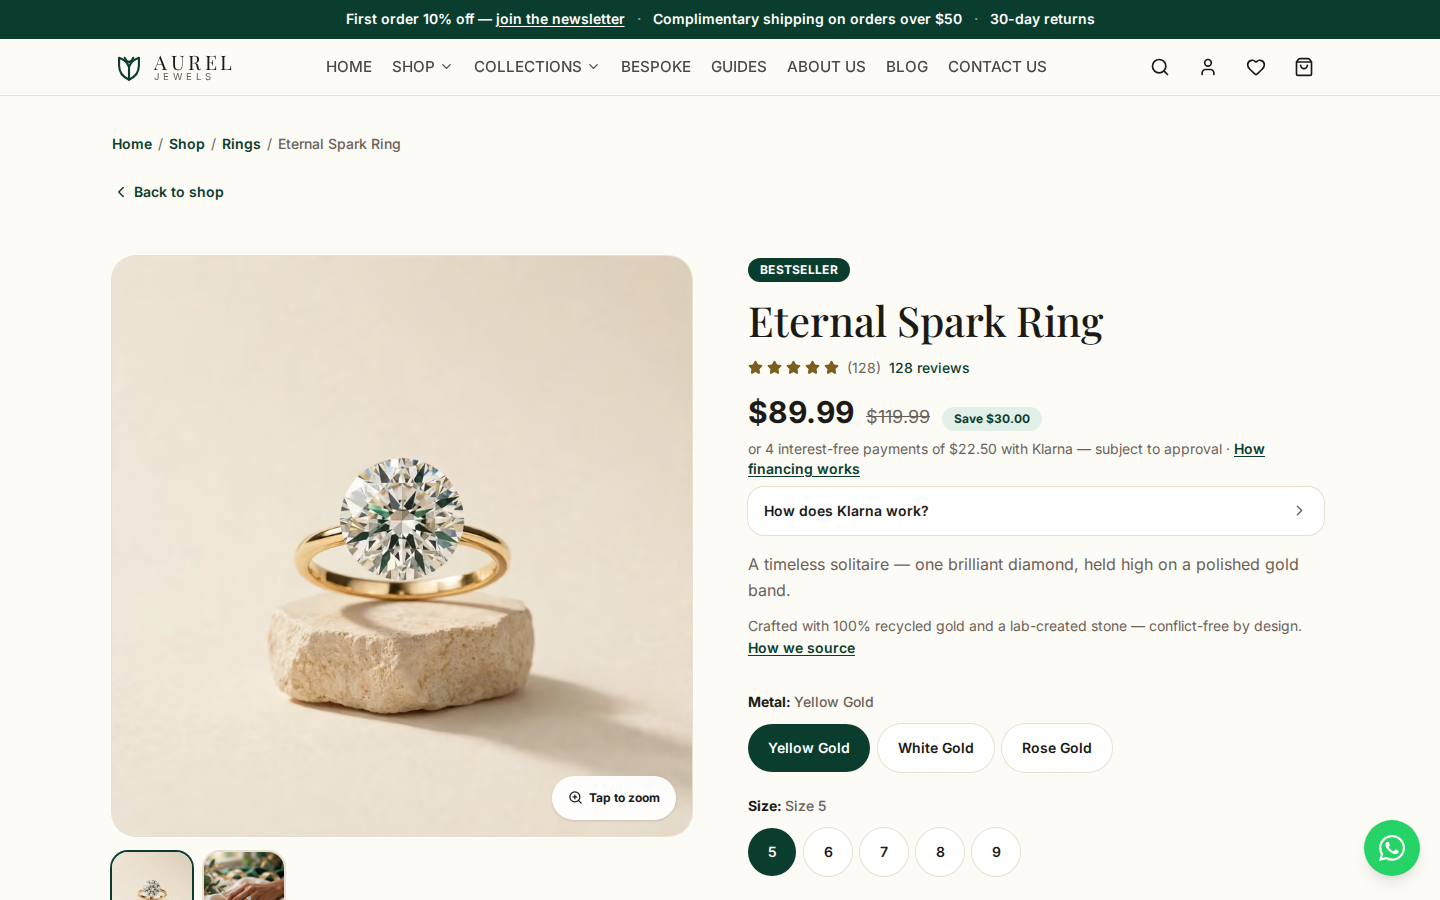 First order 10% off — join the newsletter · Complimentary shipping on orders over $50 · 30-day returns
AUREL
JEWELS
HOME SHOP COLLECTIONS BESPOKE GUIDES ABOUT US BLOG CONTACT US
Home / Shop / Rings / Eternal Spark Ring
Back to shop
BESTSELLER
Eternal Spark Ring
(128) 128 reviews
$89.99 $119.99 Save $30.00
or 4 interest-free payments of $22.50 with Klarna — subject to approval · How
financing works
How does Klarna work?
A timeless solitaire — one brilliant diamond, held high on a polished gold
band.
Crafted with 100% recycled gold and a lab-created stone — conflict-free by design.
How we source
Metal: Yellow Gold
Yellow Gold White Gold Rose Gold
Tap to zoom
Size: Size 5
5 6 7 8 9